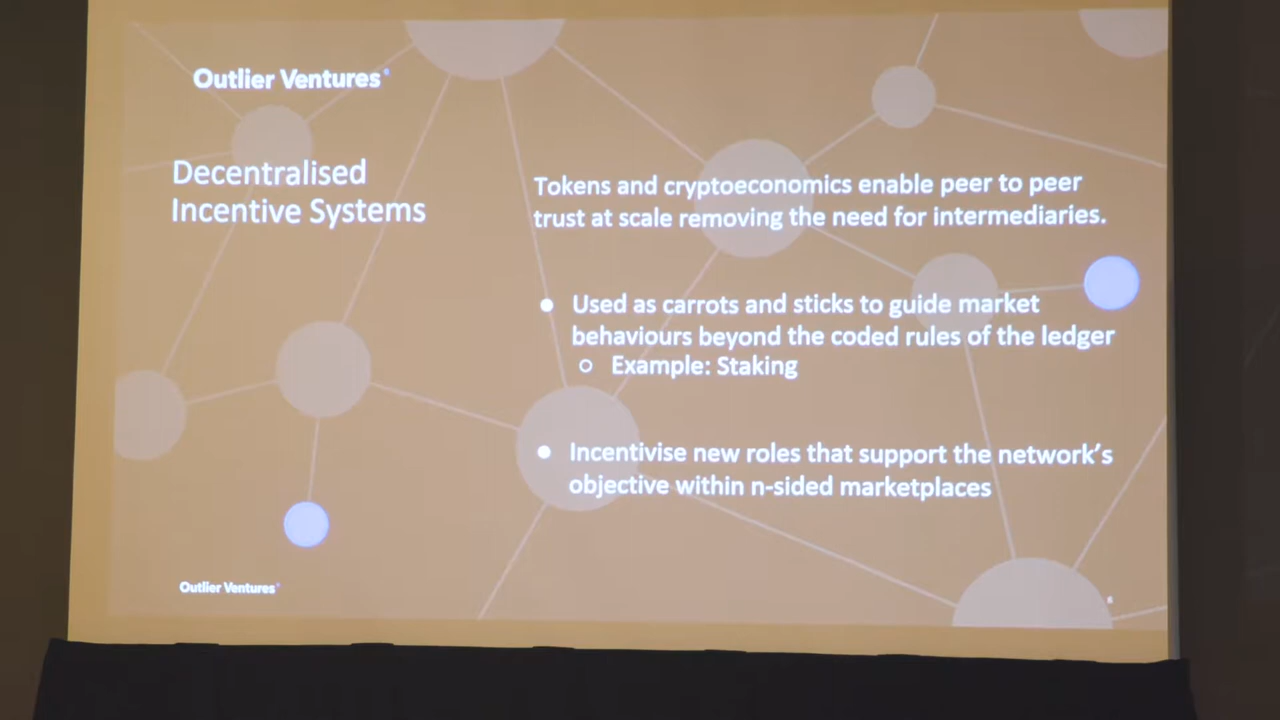 Outlier Ventures
Decentralised
Incentive Systems
Tokens and cryptoeconomics enable peer to peer
trust at scale removing the need for intermediaries.
● Used as carrots and sticks to guide market
behaviours beyond the coded rules of the ledger
○ Example: Staking
● Incentivise new roles that support the network's
objective within n-sided marketplaces
Outlier Ventures